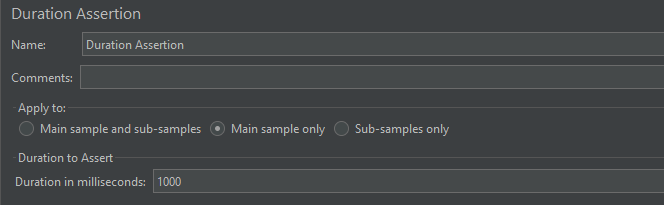 Duration Assertion
Name: Duration Assertion
Comments:
Apply to:
Main sample and sub-samples Main sample only Sub-samples only
Duration to Assert
Duration in milliseconds: 1000